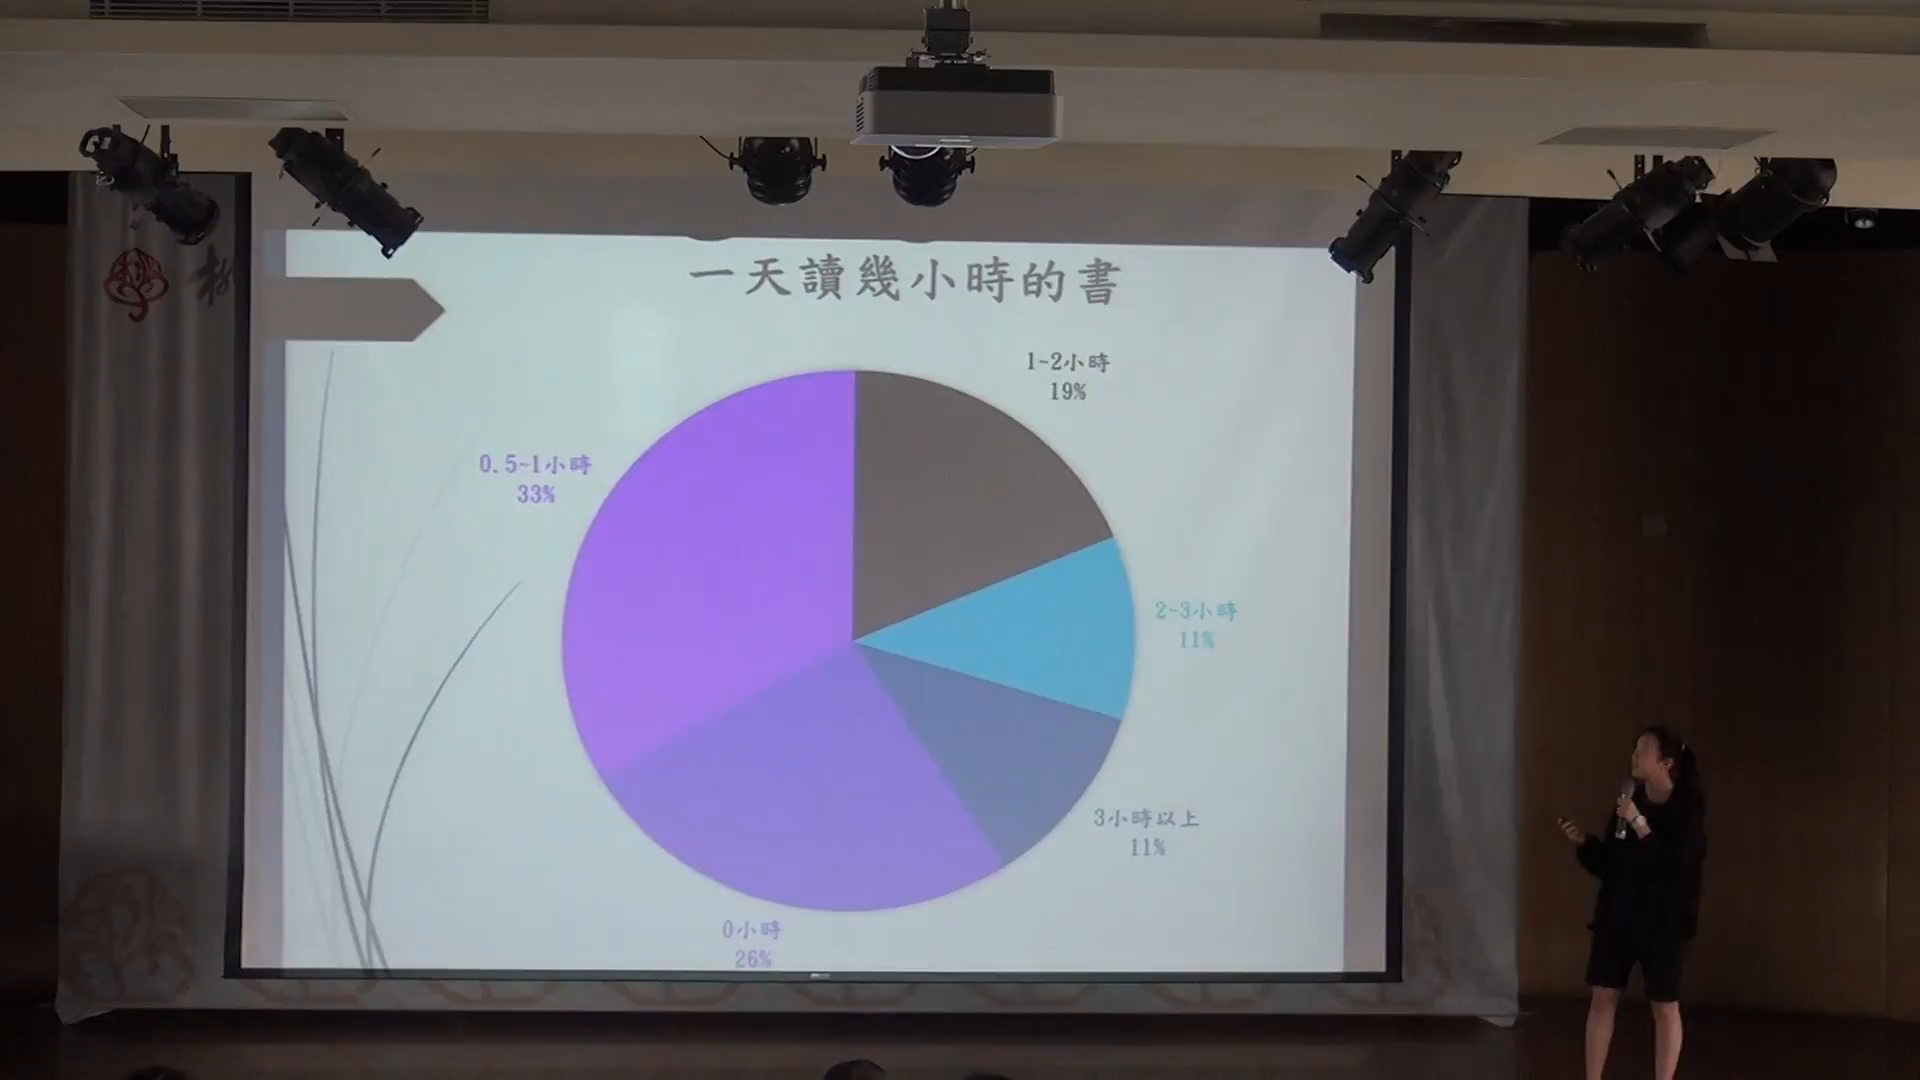 一天讀幾小時的書
1~2小時
19%
0.5~1小時
33%
2~3小時
11%
3小時以上
11%
0小時
26%